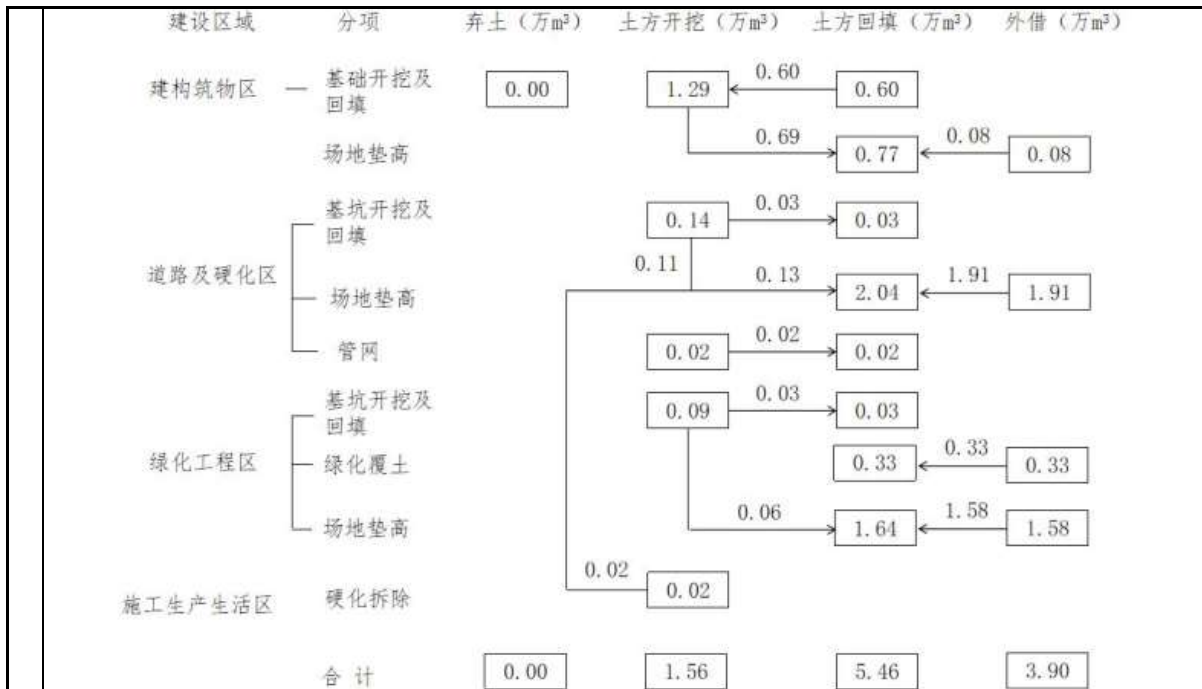 建设区域 分项 弃土（万m³） 土方开挖（万m³） 土方回填（万m³） 外借（万m³）
0.60
建构筑物区 基础开挖及回填 0.00 1.29 0.60
0.69 0.08
场地垫高 0.77 0.08
0.03
基坑开挖及回填 0.14 0.03
道路及硬化区 0.11 0.13 1.91
场地垫高 2.04 1.91
0.02
管网 0.02 0.02
0.03
基坑开挖及回填 0.09 0.03
0.33
绿化工程区 绿化覆土 0.33 0.33
0.06 1.58
场地垫高 1.64 1.58
0.02
施工生产生活区 硬化拆除 0.02
合计 0.00 1.56 5.46 3.90